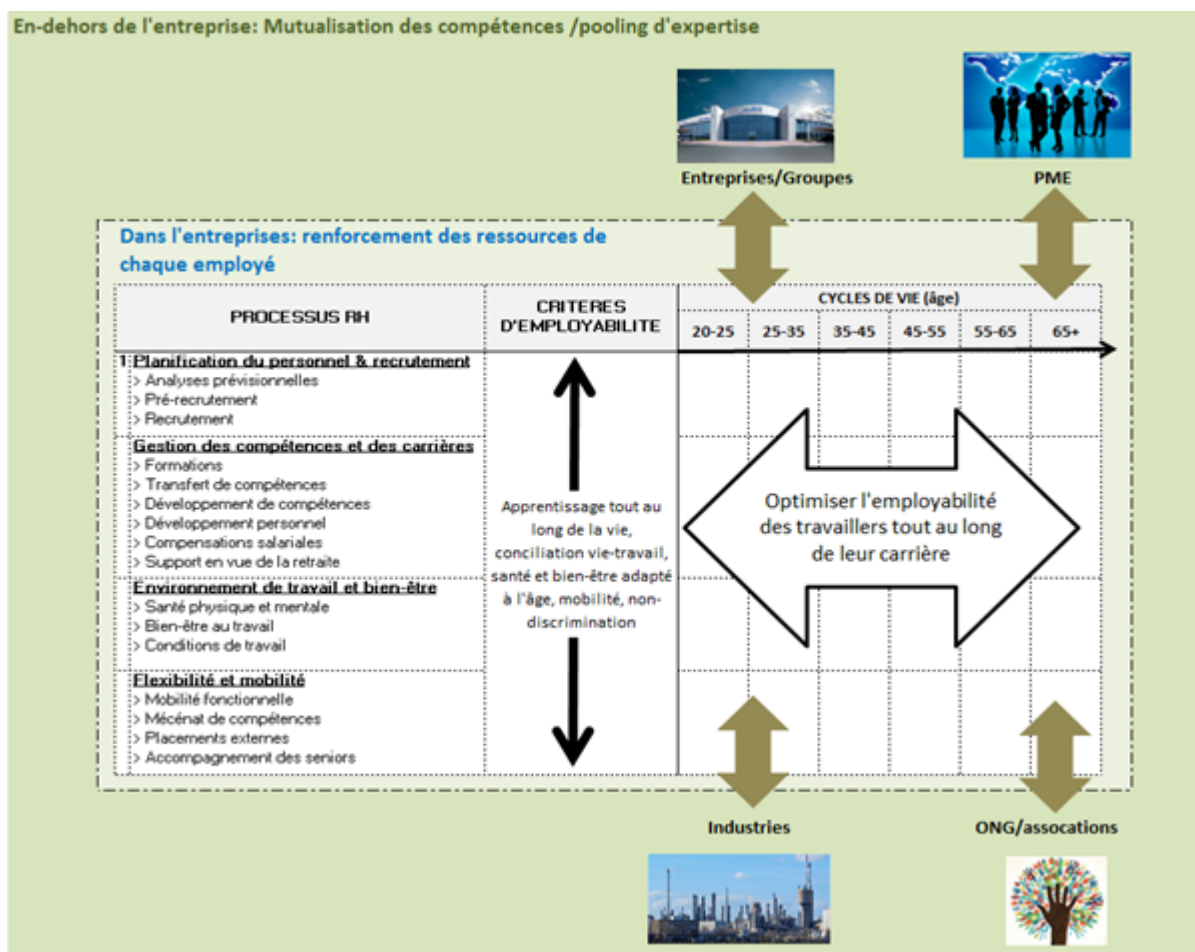 En-dehors de l'entreprise: Mutualisation des compétences /pooling d'expertise
Entreprises/Groupes
PME
Dans l'entreprises: renforcement des ressources de
chaque employé
PROCESSUS RH
CRITERES
D'EMPLOYABILITE
CYCLES DE VIE (âge)
20-25
25-35
35-45
45-55
55-65
65+
1 Planification du personnel & recrutement
> Analyses prévisionnelles
> Pré-recrutement
> Recrutement
Gestion des compétences et des carrières
> Formations
> Transfert de compétences
> Développement de compétences
> Développement personnel
> Compensations salariales
> Support en vue de la retraite
Environnement de travail et bien-être
> Santé physique et mentale
> Bien-être au travail
> Conditions de travail
Flexibilité et mobilité
> Mobilité fonctionnelle
> Mécénat de compétences
> Placements externes
> Accompagnement des seniors
Apprentissage tout au
long de la vie,
conciliation vie-travail,
santé et bien-être adapté
à l'âge, mobilité, non-
discrimination
Optimiser l'employabilité
des travaillers tout au long
de leur carrière
Industries
ONG/assocations